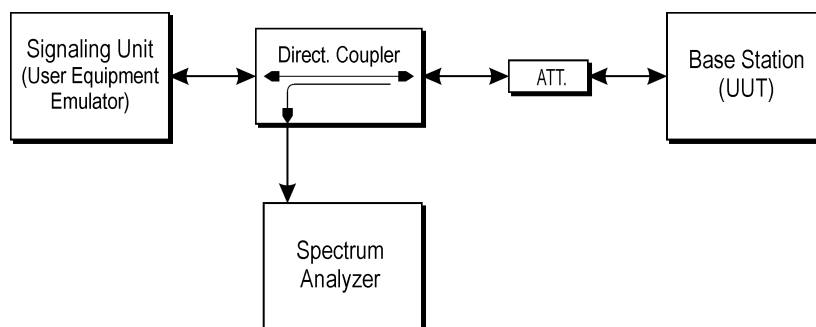 Signaling Unit
(User Equipment
Emulator)
Direct. Coupler
ATT.
Base Station
(UUT)
Spectrum
Analyzer